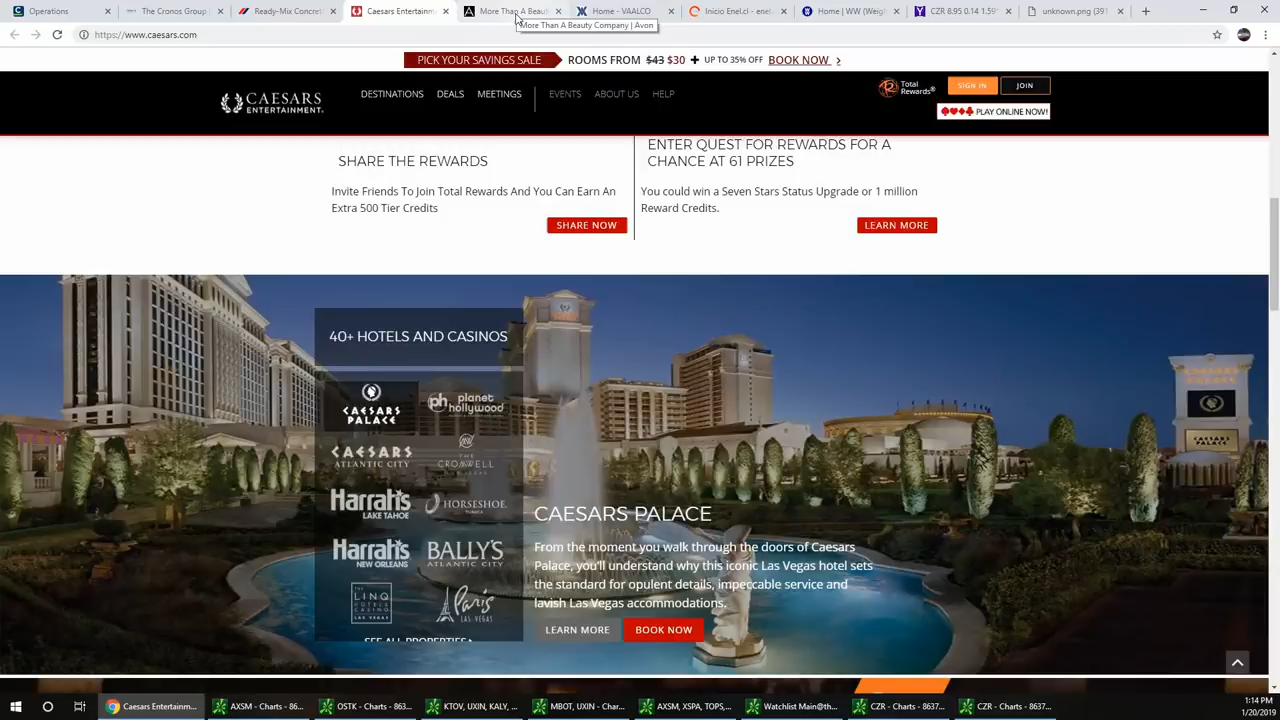 Operations
The Cronos Group
Ready-Mix Concret
Caesars Entertainm
More Than A Beau
Home - VAALCO
Inicio Enel.cl - enel
Home | WW (Weigh
CZR 8.95 0.14 1.59
unknown.png (391
More Than A Beauty Company | Avon
https://www.caesars.com
PICK YOUR SAVINGS SALE
ROOMS FROM $43 $30 + UP TO 35% OFF BOOK NOW >
CAESARS
ENTERTAINMENT.
DESTINATIONS
DEALS
MEETINGS
EVENTS
ABOUT US
HELP
Total
Rewards®
SIGN IN
JOIN
PLAY ONLINE NOW!
SHARE THE REWARDS
Invite Friends To Join Total Rewards And You Can Earn An
Extra 500 Tier Credits
SHARE NOW
ENTER QUEST FOR REWARDS FOR A
CHANCE AT 61 PRIZES
You could win a Seven Stars Status Upgrade or 1 million
Reward Credits.
LEARN MORE
40+ HOTELS AND CASINOS
CAESARS
PALACE
ph planet
hollywood
CAESARS
ATLANTIC CITY
THE
CROMWELL
Harrah's
LAKE TAHOE
HORSESHOE
TUNICA
Harrah's
NEW ORLEANS
BALLY'S
ATLANTIC CITY
THE
LINQ
HOTEL & CASINO
LAS VEGAS
Paris
LAS VEGAS
SEE ALL PROPERTIES
CAESARS PALACE
From the moment you walk through the doors of Caesars
Palace, you'll understand why this iconic Las Vegas hotel sets
the standard for opulent details, impeccable service and
lavish Las Vegas accommodations.
LEARN MORE
BOOK NOW
Caesars Entertainm...
AXSM - Charts - 86...
OSTK - Charts - 863...
KTOV, UXIN, KALY, ...
MBOT, UXIN - Char...
AXSM, XSPA, TOPS,...
Watchlist Main@th...
CZR - Charts - 8637...
CZR - Charts - 8637...
1:14 PM
1/20/2019